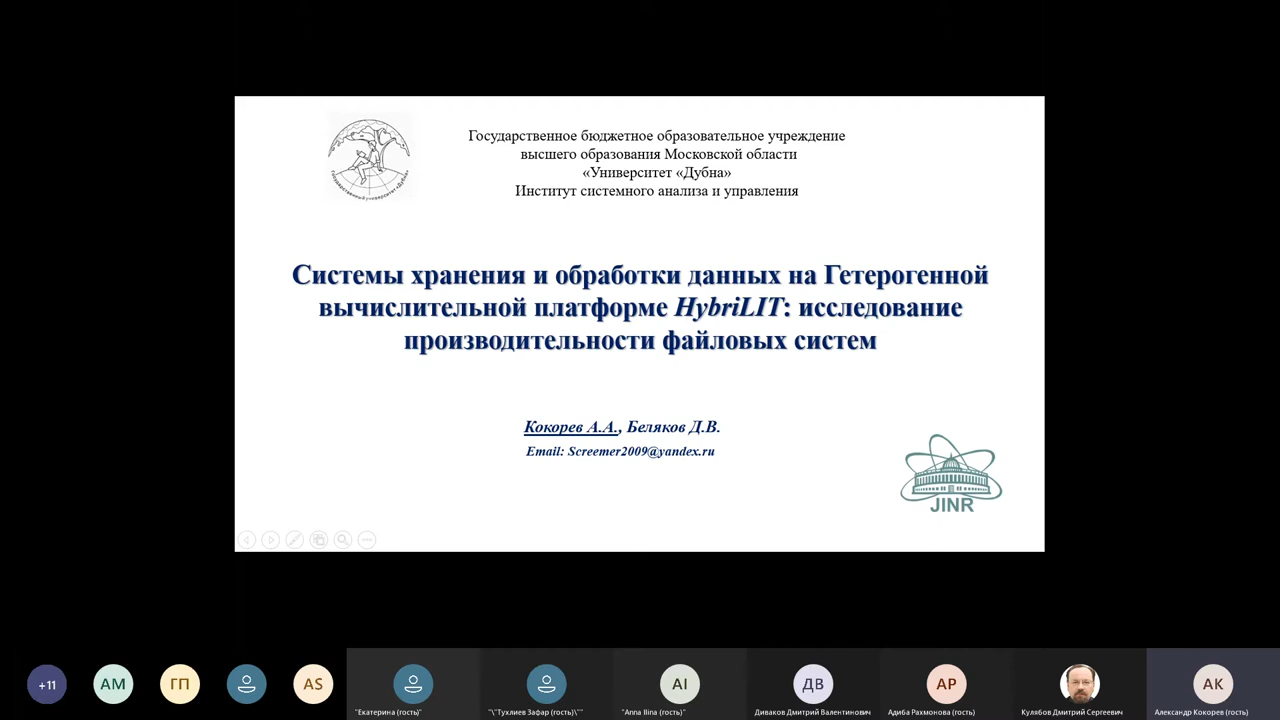 Государственное бюджетное образовательное учреждение
высшего образования Московской области
«Университет «Дубна»
Институт системного анализа и управления
Системы хранения и обработки данных на Гетерогенной
вычислительной платформе HybriLIT: исследование
производительности файловых систем
Кокорев А.А., Беляков Д.В.
Email: Screemer2009@yandex.ru
JINR
+11
АМ
ГП
AS
AI
ДВ
АР
АК
"Екатерина (гость)"
"\"Тухлиев Зафар (гость)\""
"Anna Ilina (гость)"
Диваков Дмитрий Валентинович
Адиба Рахмонова (гость)
Кулябов Дмитрий Сергеевич
Александр Кокорев (гость)